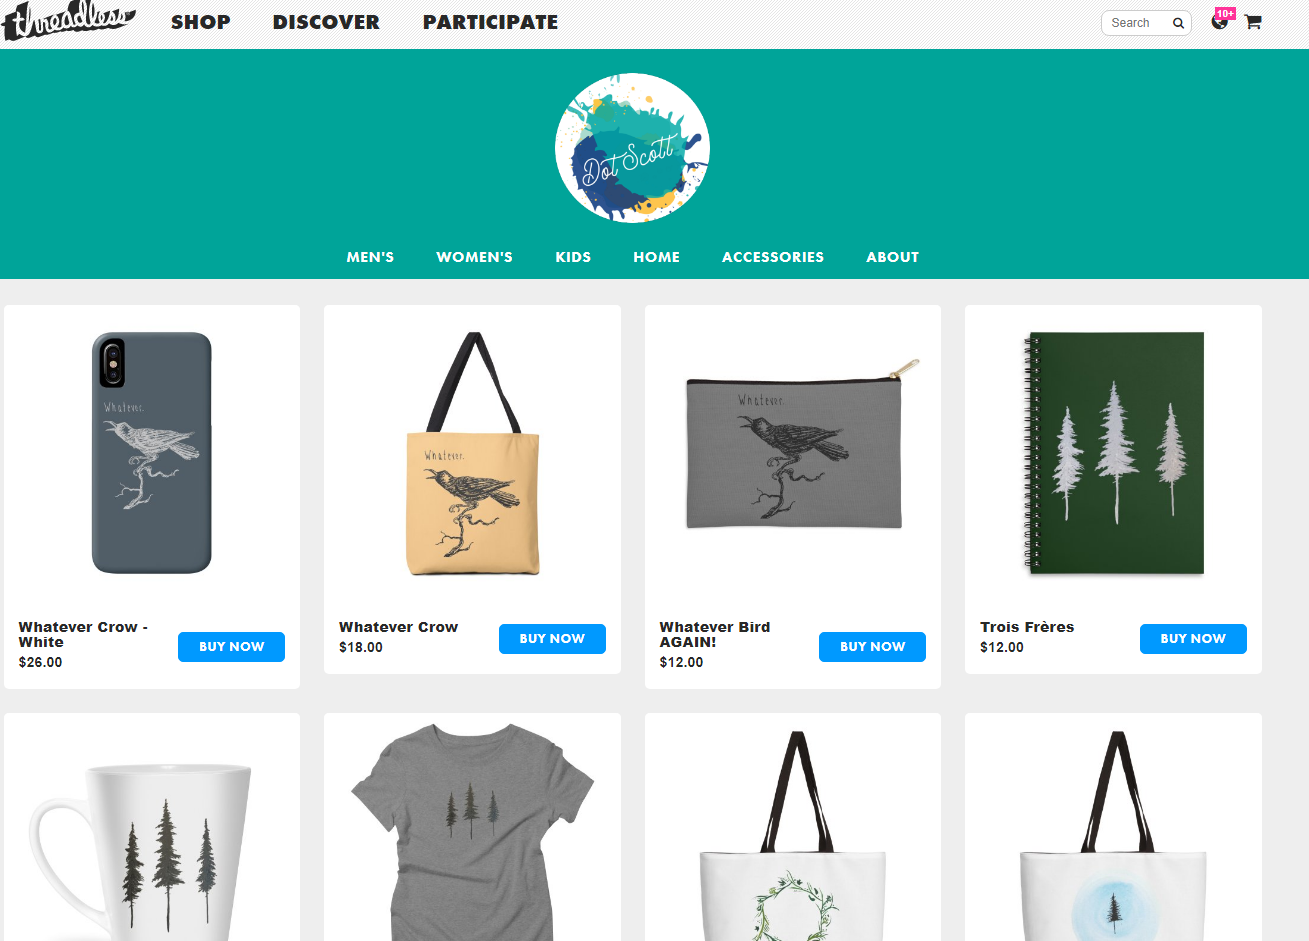 threadless
SHOP DISCOVER PARTICIPATE
Search
10+
Dot Scott
MEN'S WOMEN'S KIDS HOME ACCESSORIES ABOUT
Whatever.
Whatever.
Whatever.
Whatever Crow -
White
$26.00
BUY NOW
Whatever Crow
$18.00
BUY NOW
Whatever Bird
AGAIN!
$12.00
BUY NOW
Trois Frères
$12.00
BUY NOW